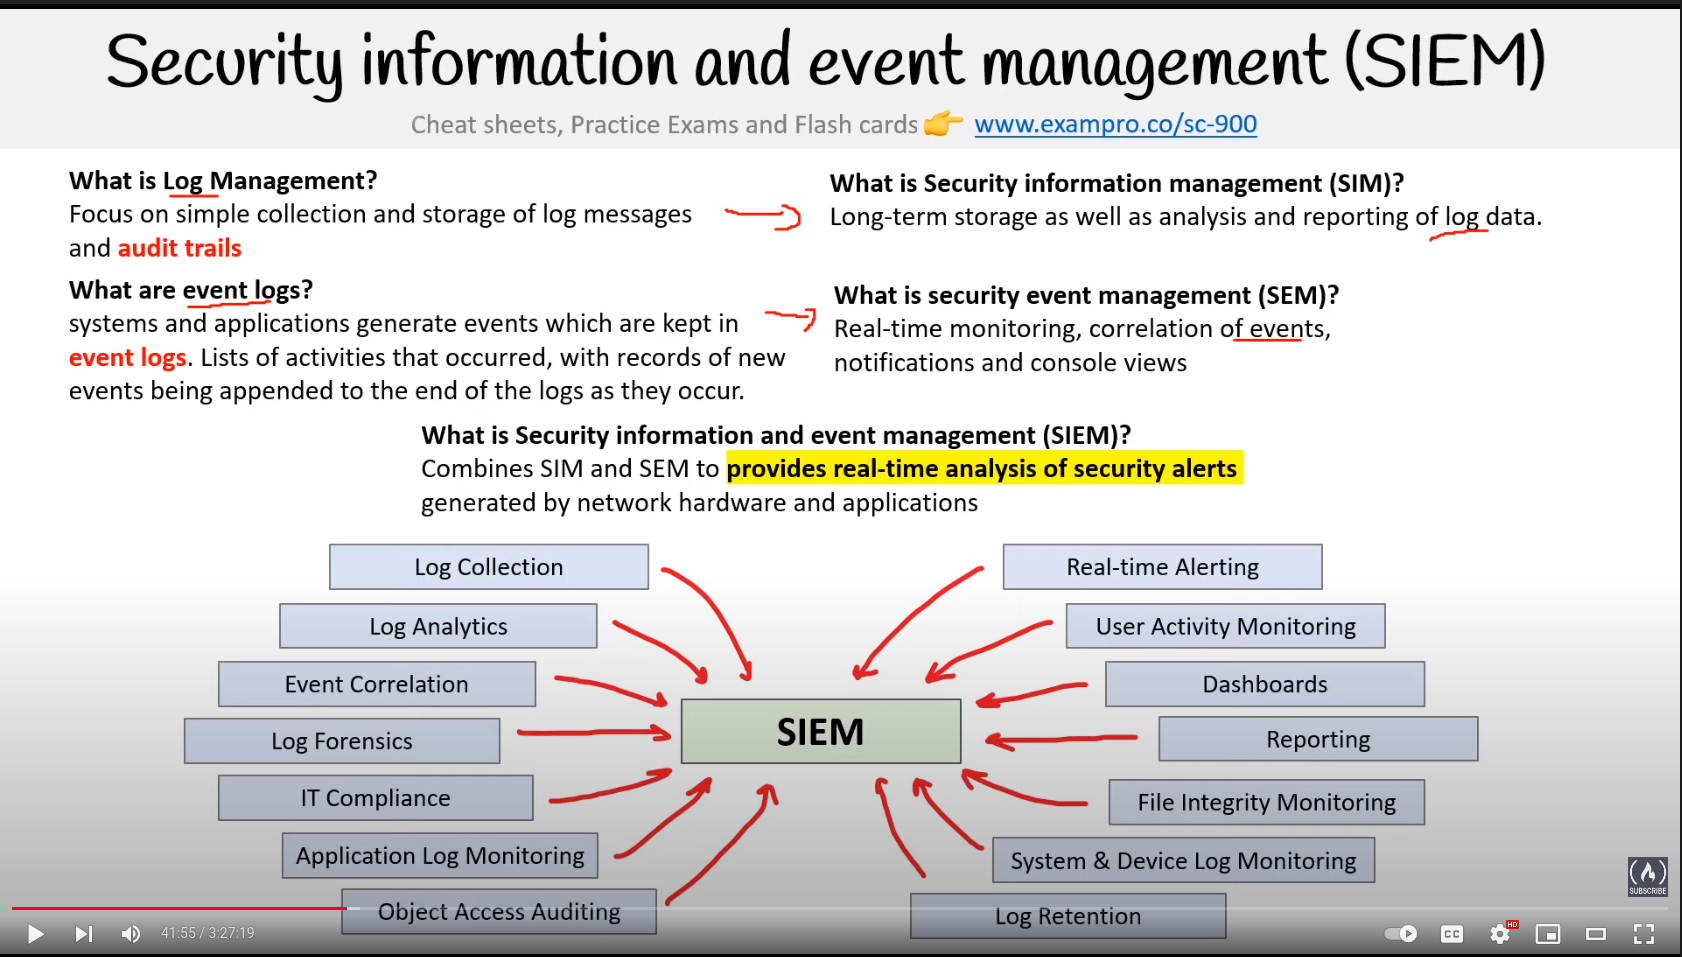 Security information and event management (SIEM)
Cheat sheets, Practice Exams and Flash cards 👉 www.exampro.co/sc-900
What is Log Management?
Focus on simple collection and storage of log messages
and audit trails
What is Security information management (SIM)?
Long-term storage as well as analysis and reporting of log data.
What are event logs?
systems and applications generate events which are kept in
event logs. Lists of activities that occurred, with records of new
events being appended to the end of the logs as they occur.
What is security event management (SEM)?
Real-time monitoring, correlation of events,
notifications and console views
What is Security information and event management (SIEM)?
Combines SIM and SEM to provides real-time analysis of security alerts
generated by network hardware and applications
Log Collection
Log Analytics
Event Correlation
Log Forensics
IT Compliance
Application Log Monitoring
Object Access Auditing
SIEM
Real-time Alerting
User Activity Monitoring
Dashboards
Reporting
File Integrity Monitoring
System & Device Log Monitoring
Log Retention
SUBSCRIBE
41:55 / 3:27:19
CC
HD